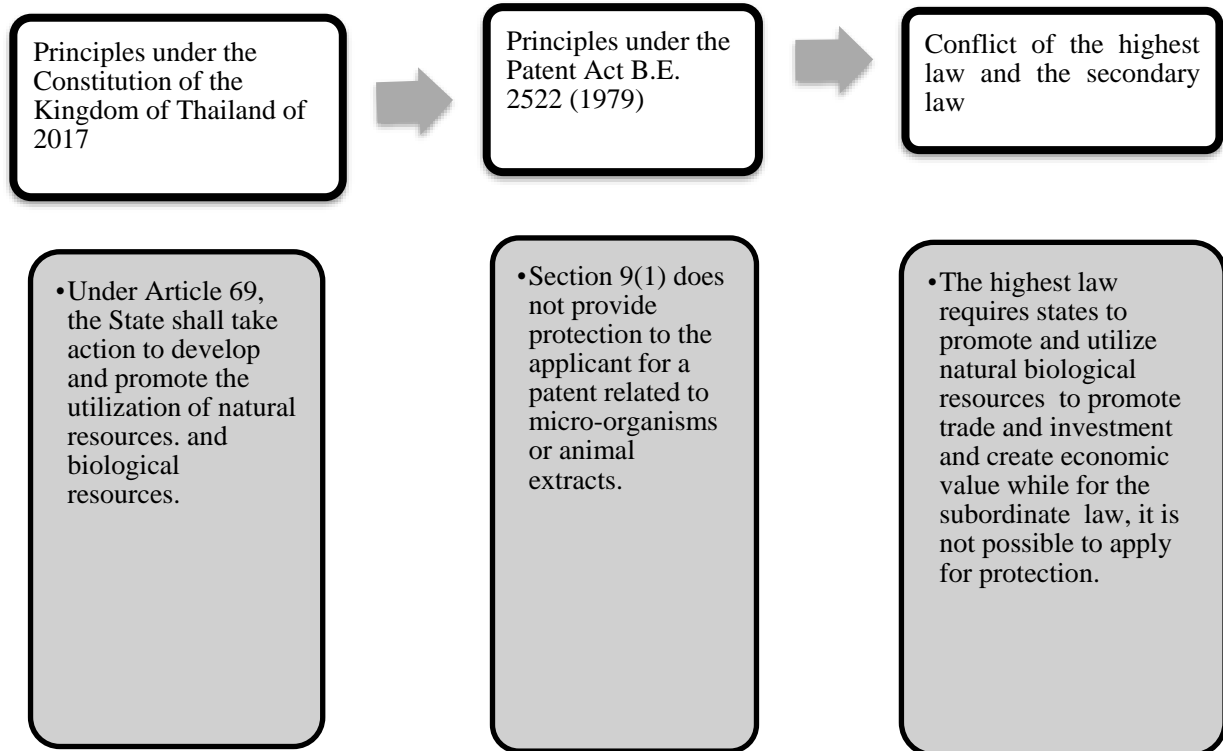 Principles under the
Constitution of the
Kingdom of Thailand of
2017
Principles under the
Patent Act B.E.
2522 (1979)
Conflict of the highest
law and the secondary
law
•Under Article 69,
the State shall take
action to develop
and promote the
utilization of natural
resources. and
biological
resources.
•Section 9(1) does
not provide
protection to the
applicant for a
patent related to
micro-organisms
or animal
extracts.
•The highest law
requires states to
promote and utilize
natural biological
resources to promote
trade and investment
and create economic
value while for the
subordinate law, it is
not possible to apply
for protection.